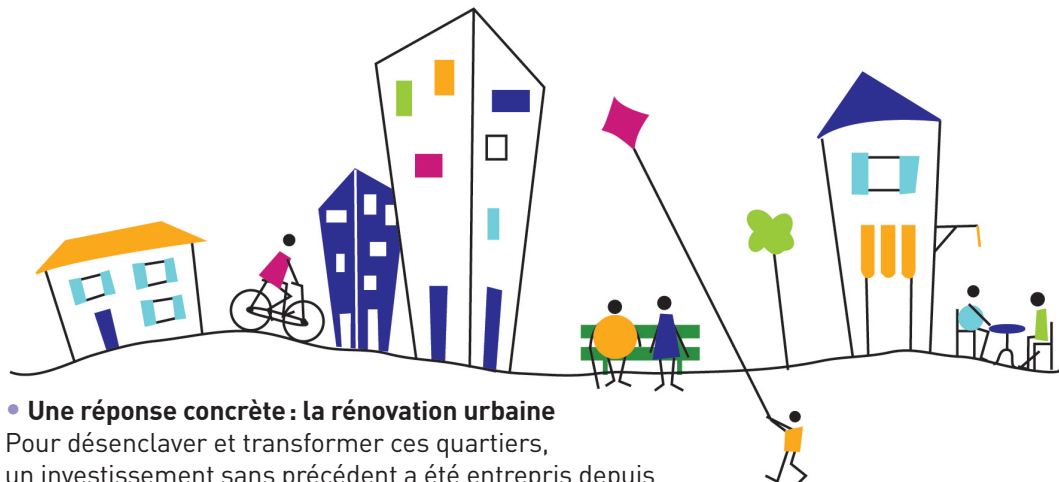 • Une réponse concrète : la rénovation urbaine
Pour désenclaver et transformer ces quartiers,
un investissement sans précédent a été entrepris depuis